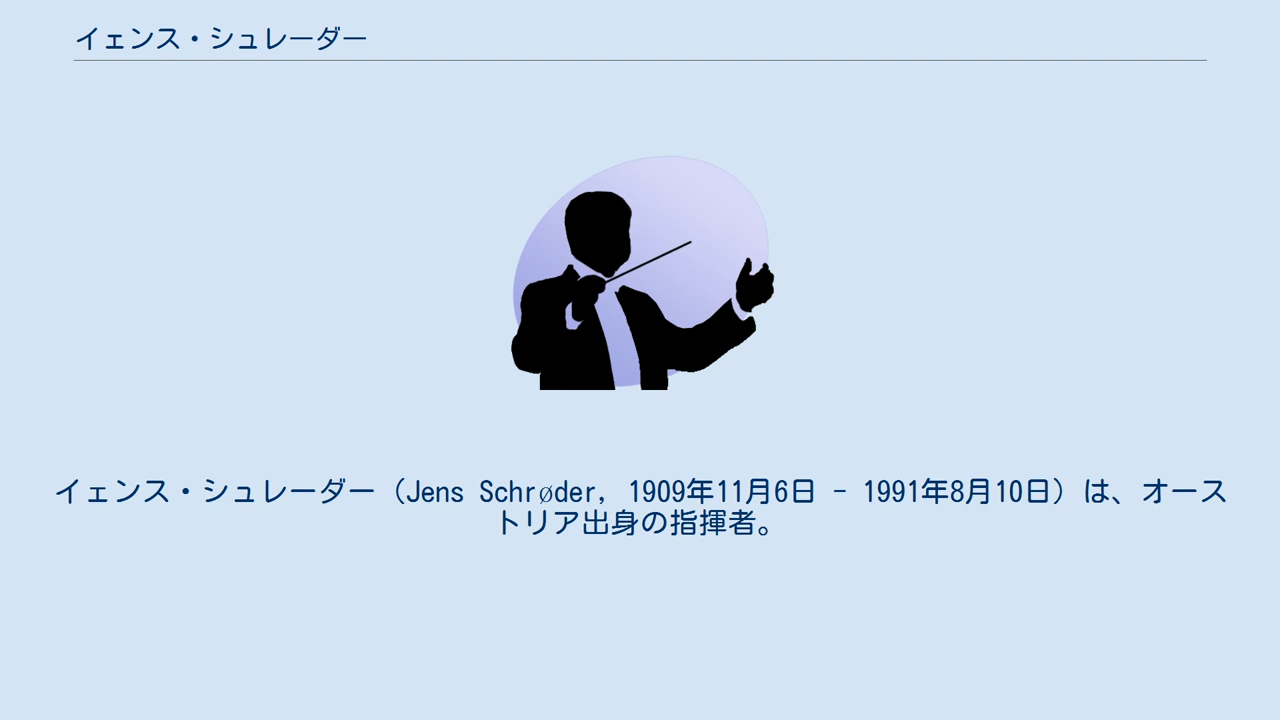 イェンス・シュレーダー
イェンス・シュレーダー（Jens Schrøder, 1909年11月6日 - 1991年8月10日）は、オース
トリア出身の指揮者。